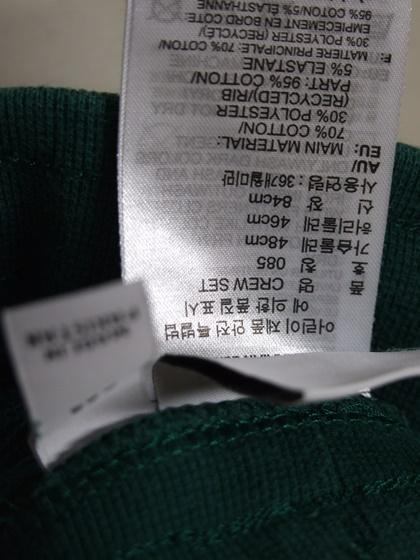 어린이제품 안전 특별법
에 의한 품질 표시
품 명 CREW SET
호 칭 085
가슴둘레 48cm
허리둘레 46cm
신 장 84cm
사용연령 : 36개월미만
AU/
EU: MAIN MATERIAL:
70% COTTON/
30% POLYESTER
(RECYCLED)/RIB
PART: 95% COTTON/
5% ELASTANE
F: MATIERE PRINCIPALE: 70% COTON/
30% POLYESTER (RECYCLE)/
EMPIECEMENT EN BORD COTE:
95% COTON/5%